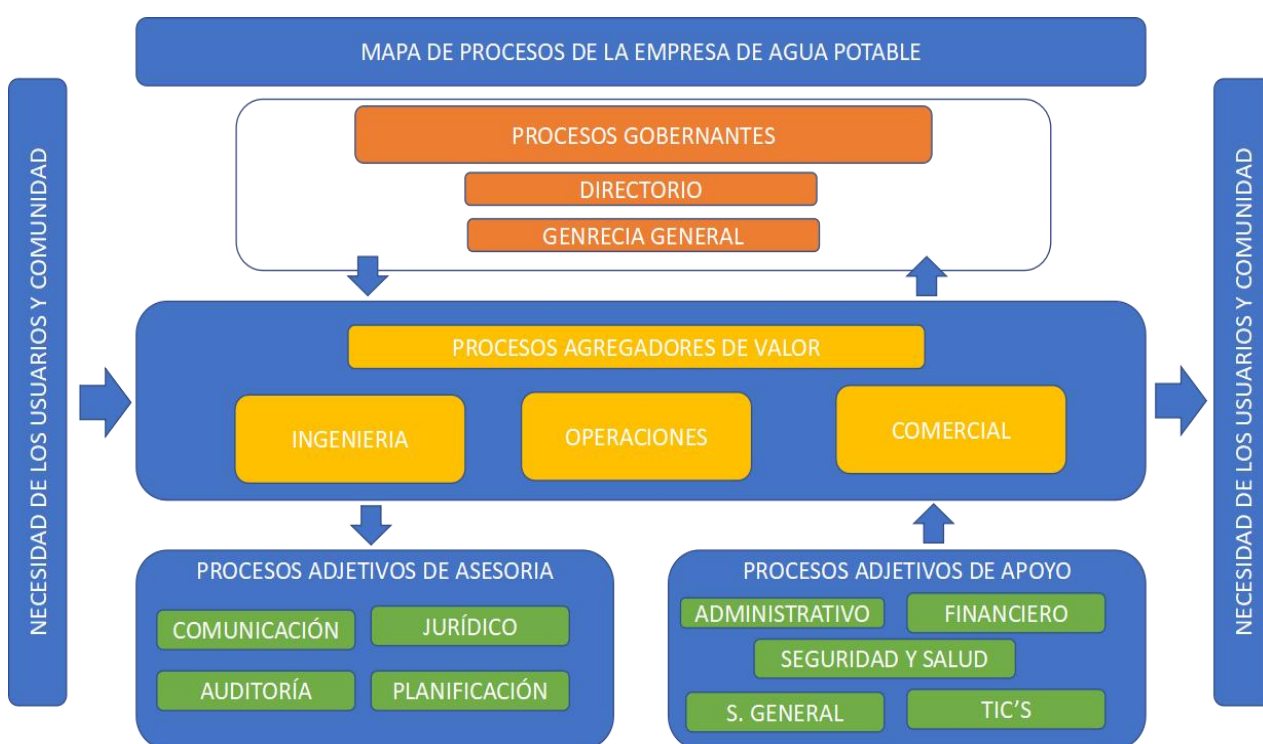 MAPA DE PROCESOS DE LA EMPRESA DE AGUA POTABLE
NECESIDAD DE LOS USUARIOS Y COMUNIDAD
PROCESOS GOBERNANTES
DIRECTORIO
GENRECIA GENERAL
PROCESOS AGREGADORES DE VALOR
INGENIERIA
OPERACIONES
COMERCIAL
PROCESOS ADJETIVOS DE ASESORIA
COMUNICACIÓN
JURÍDICO
AUDITORÍA
PLANIFICACIÓN
PROCESOS ADJETIVOS DE APOYO
ADMINISTRATIVO
FINANCIERO
SEGURIDAD Y SALUD
S. GENERAL
TIC'S
NECESIDAD DE LOS USUARIOS Y COMUNIDAD